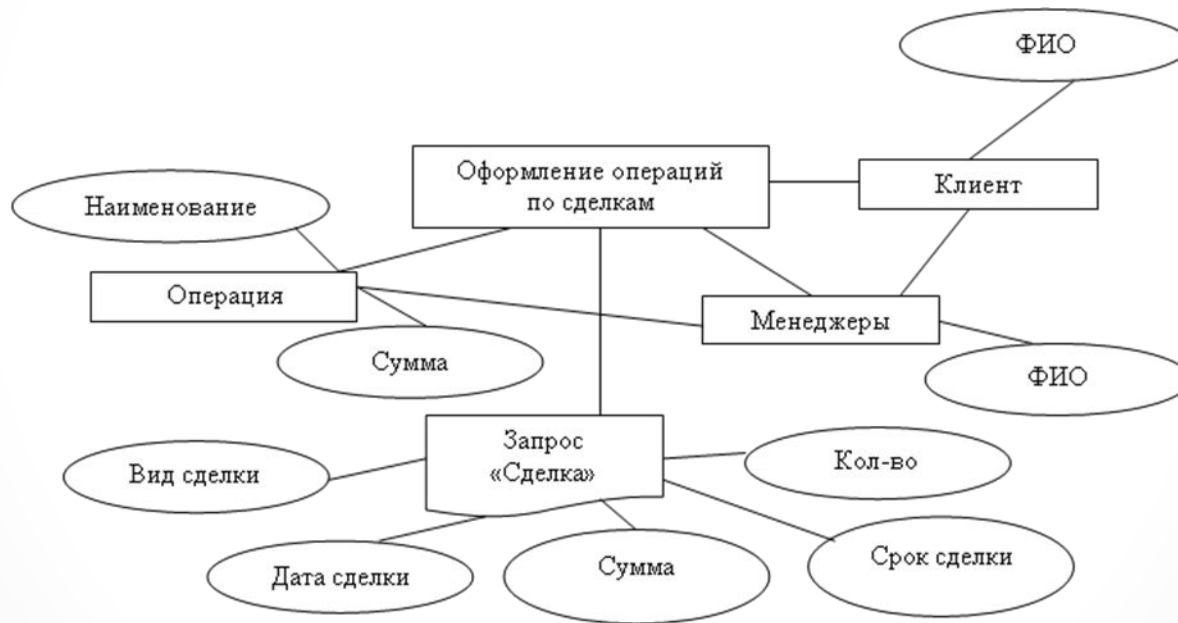 ФИО
Оформление операций
по сделкам
Клиент
Наименование
Операция
Менеджеры
Сумма
ФИО
Запрос
«Сделка»
Кол-во
Вид сделки
Срок сделки
Сумма
Дата сделки